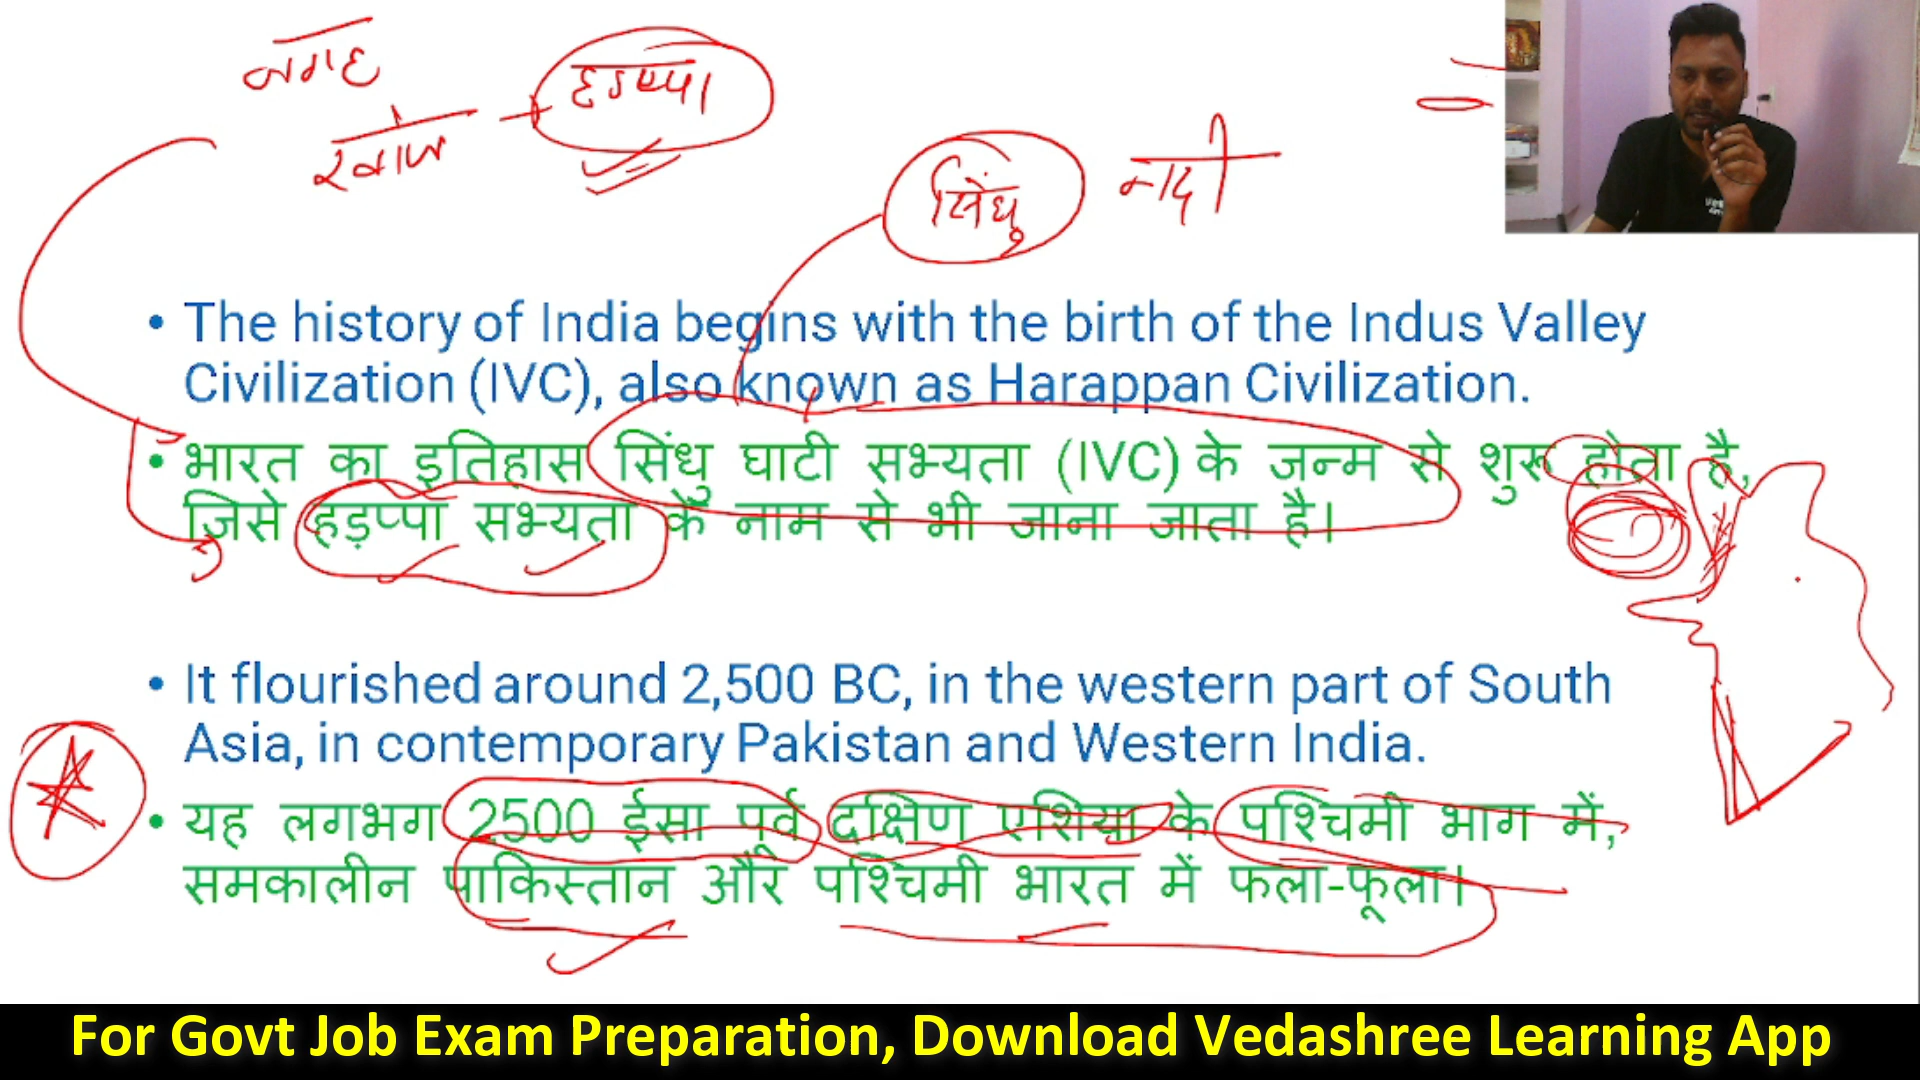 जगह
खोज हडप्पा
सिंधु नदी
• The history of India begins with the birth of the Indus Valley
Civilization (IVC), also known as Harappan Civilization.
• भारत का इतिहास सिंधु घाटी सभ्यता (IVC) के जन्म से शुरू होता है,
जिसे हड़प्पा सभ्यता के नाम से भी जाना जाता है।
• It flourished around 2,500 BC, in the western part of South
Asia, in contemporary Pakistan and Western India.
• यह लगभग 2500 ईसा पूर्व दक्षिण एशिया के पश्चिमी भाग में,
समकालीन पाकिस्तान और पश्चिमी भारत में फला-फूला।
For Govt Job Exam Preparation, Download Vedashree Learning App